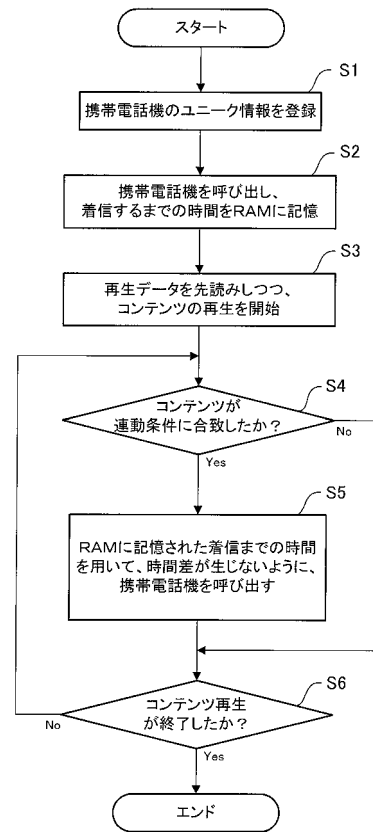 スタート
S1
携帯電話機のユニーク情報を登録
S2
携帯電話機を呼び出し、
着信するまでの時間をRAMに記憶
S3
再生データを先読みしつつ、
コンテンツの再生を開始
S4
コンテンツが
連動条件に合致したか？
No
Yes
S5
RAMに記憶された着信までの時間
を用いて、時間差が生じないように、
携帯電話機を呼び出す
S6
コンテンツ再生
が終了したか？
No
Yes
エンド